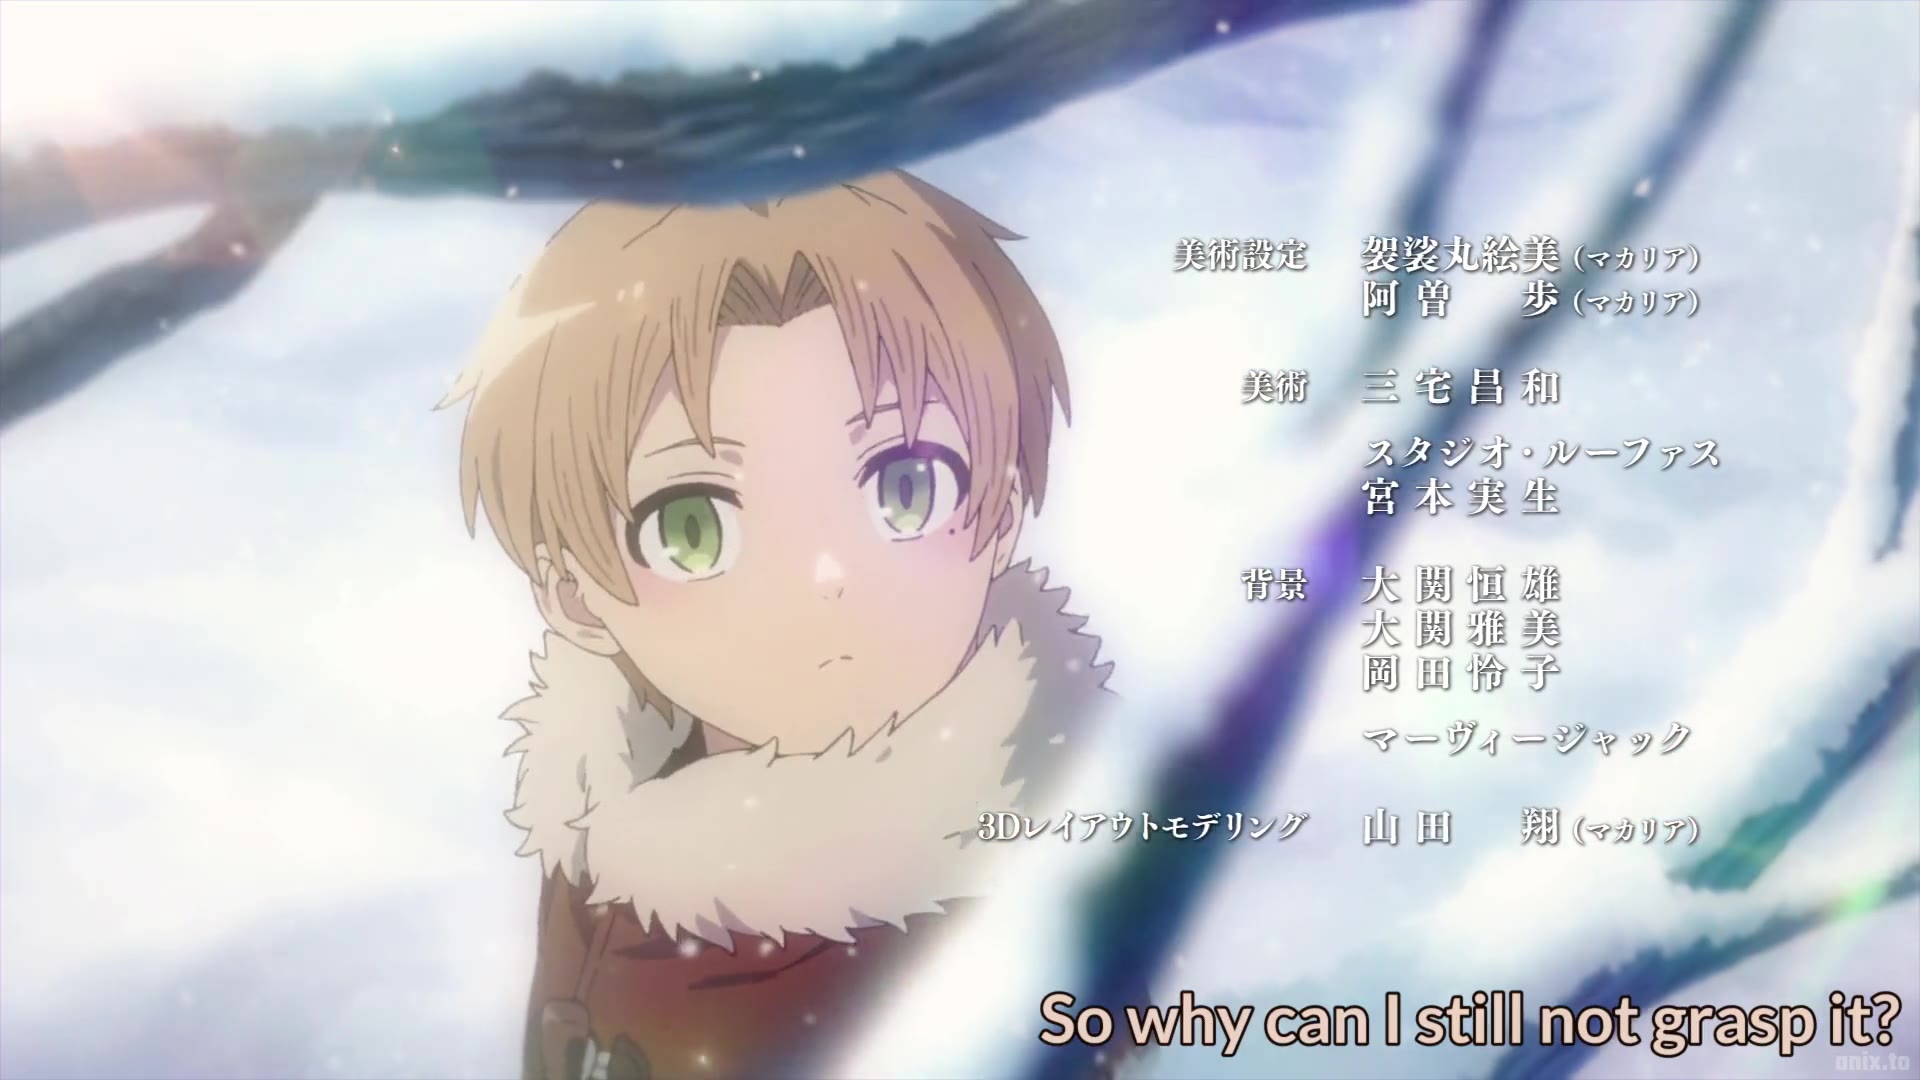 美術設定 袈裟丸絵美（マカリア）
阿曽 歩（マカリア）
美術 三宅昌和
スタジオ・ルーファス
宮本実生
背景 大関恒雄
大関雅美
岡田怜子
マーヴィージャック
3Dレイアウトモデリング 山田 翔（マカリア）
So why can I still not grasp it?
anix.to